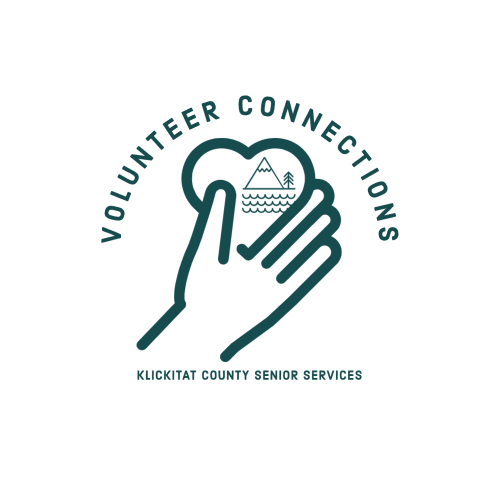 VOLUNTEER CONNECTIONS
KLICKITAT COUNTY SENIOR SERVICES